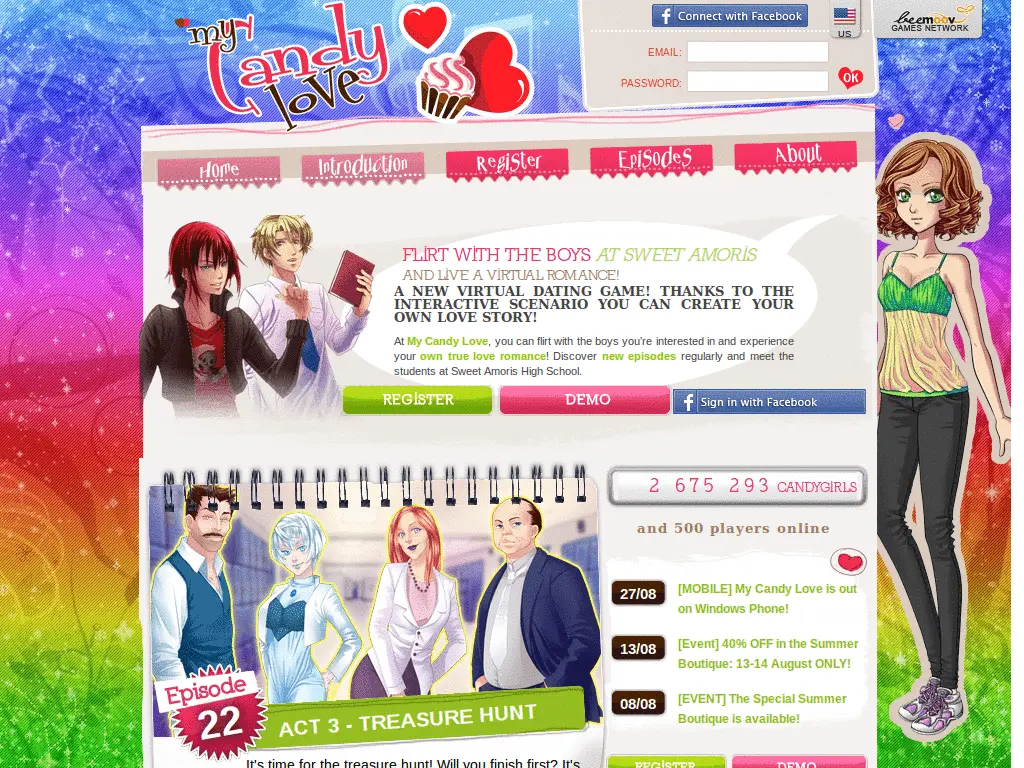 my Candy love
Connect with Facebook
US
beemoov
GAMES NETWORK
EMAIL:
PASSWORD:
OK
Home
Introduction
Register
Episodes
About
FLIRT WITH THE BOYS AT SWEET AMORIS
AND LIVE A VIRTUAL ROMANCE!
A NEW VIRTUAL DATING GAME! THANKS TO THE
INTERACTIVE SCENARIO YOU CAN CREATE YOUR
OWN LOVE STORY!
At My Candy Love, you can flirt with the boys you're interested in and experience
your own true love romance! Discover new episodes regularly and meet the
students at Sweet Amoris High School.
REGISTER
DEMO
Sign in with Facebook
2 675 293 CANDYGIRLS
and 500 players online
27/08
[MOBILE] My Candy Love is out
on Windows Phone!
13/08
[Event] 40% OFF in the Summer
Boutique: 13-14 August ONLY!
08/08
[EVENT] The Special Summer
Boutique is available!
Episode
22
ACT 3 - TREASURE HUNT
It's time for the treasure hunt! Will you finish first? It's
REGISTER
DEMO